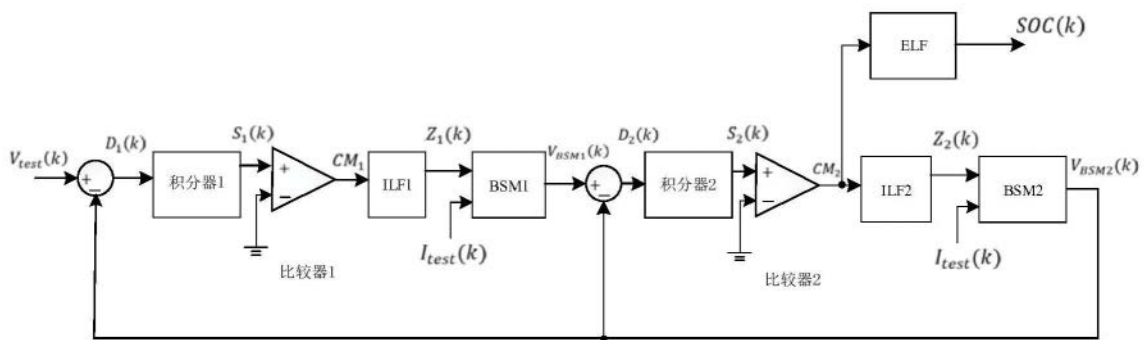 SOC(k)
ELF
V_test(k)
+
−
D₁(k)
积分器1
S₁(k)
+
−
CM₁
ILF1
Z₁(k)
BSM1
I_test(k)
V_BSM1(k)
+
−
D₂(k)
积分器2
S₂(k)
+
−
CM₂
ILF2
Z₂(k)
BSM2
I_test(k)
V_BSM2(k)
比较器1
比较器2